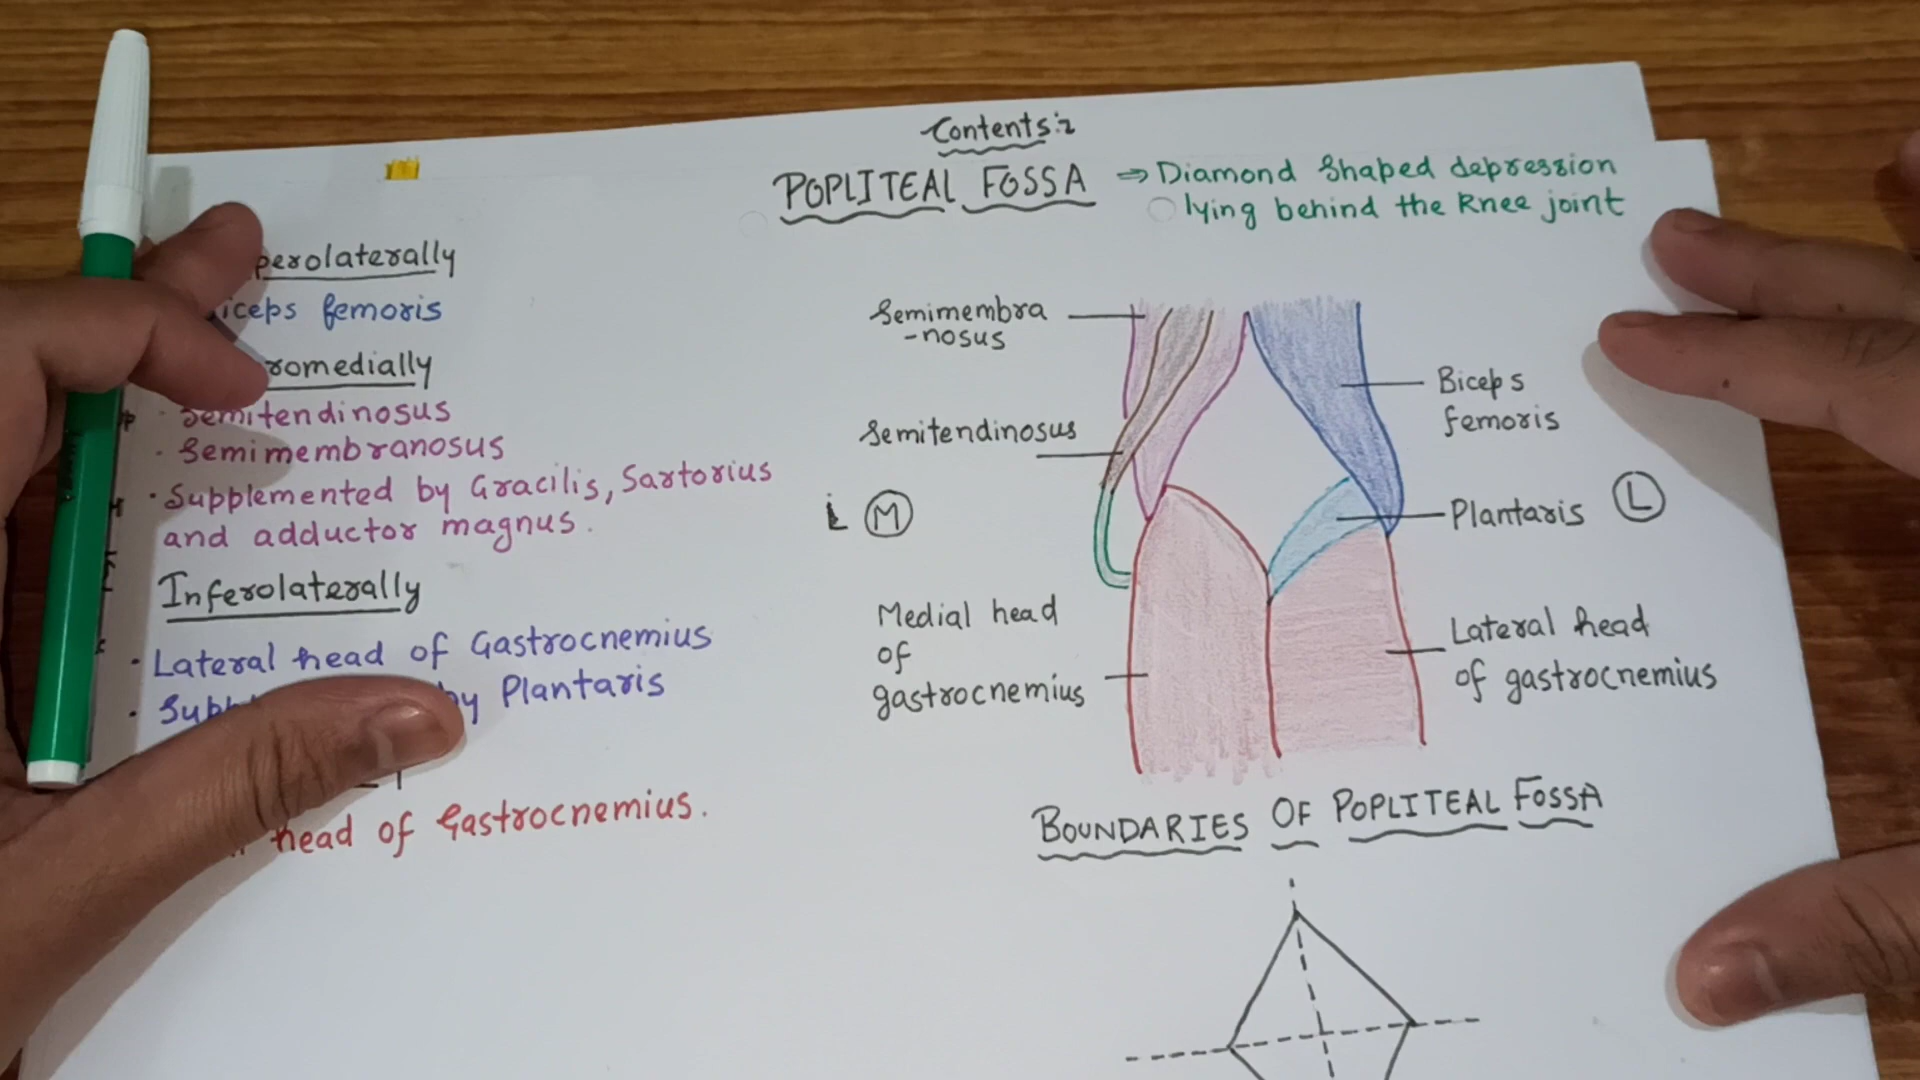 Contents:
POPLITEAL FOSSA ⇒ Diamond shaped depression
lying behind the Knee joint
perolaterally
iceps femoris
romedially
· Semitendinosus
· Semimembranosus
· Supplemented by Gracilis, Sartorius
and adductor magnus.
Inferolaterally
· Lateral head of Gastrocnemius
by Plantaris
head of Gastrocnemius.
Semimembra
-nosus
Semitendinosus
M
Medial head
of
gastrocnemius
Biceps
femoris
Plantaris
L
Lateral head
of gastrocnemius
BOUNDARIES OF POPLITEAL FOSSA